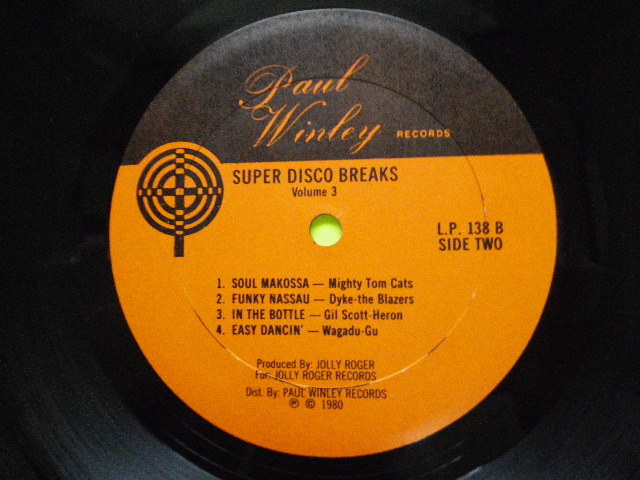 Paul
Winley RECORDS
SUPER DISCO BREAKS
Volume 3
L.P. 138 B
SIDE TWO
1. SOUL MAKOSSA — Mighty Tom Cats
2. FUNKY NASSAU — Dyke-the Blazers
3. IN THE BOTTLE — Gil Scott-Heron
4. EASY DANCIN' — Wagadu-Gu
Produced By: JOLLY ROGER
For: JOLLY ROGER RECORDS
Dist. By: PAUL WINLEY RECORDS
℗ © 1980